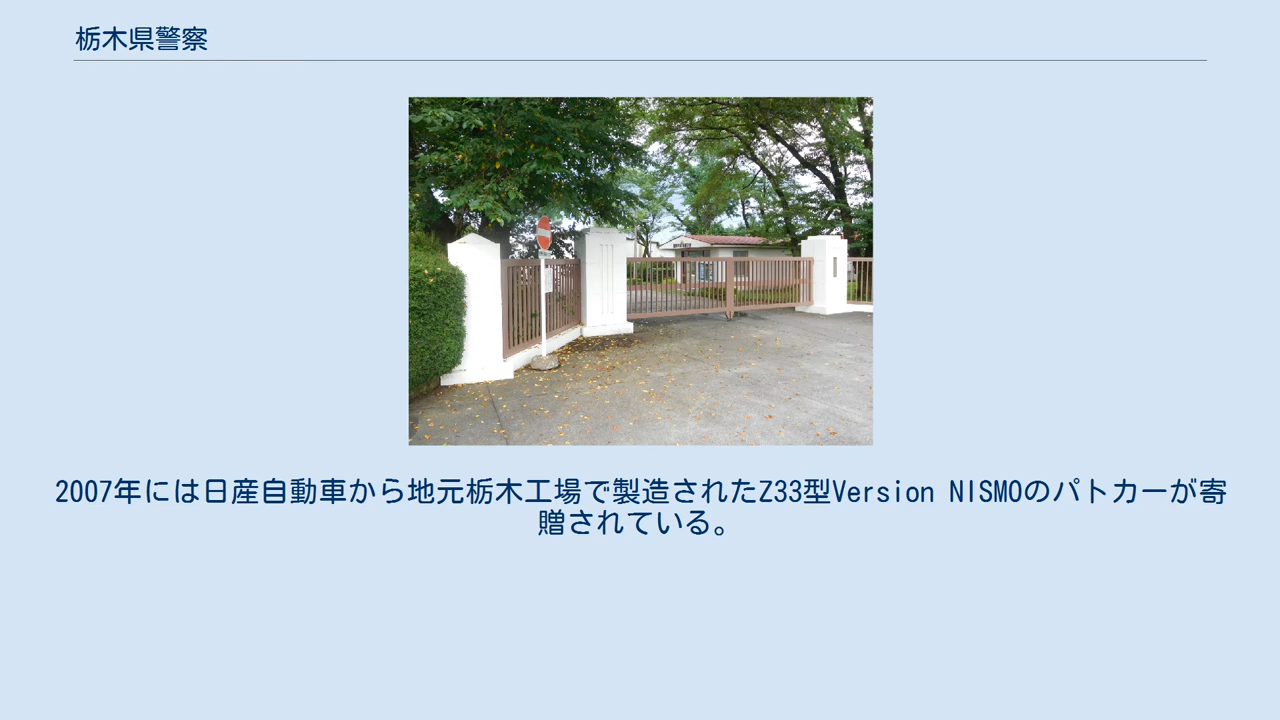 栃木県警察
2007年には日産自動車から地元栃木工場で製造されたZ33型Version NISMOのパトカーが寄
贈されている。